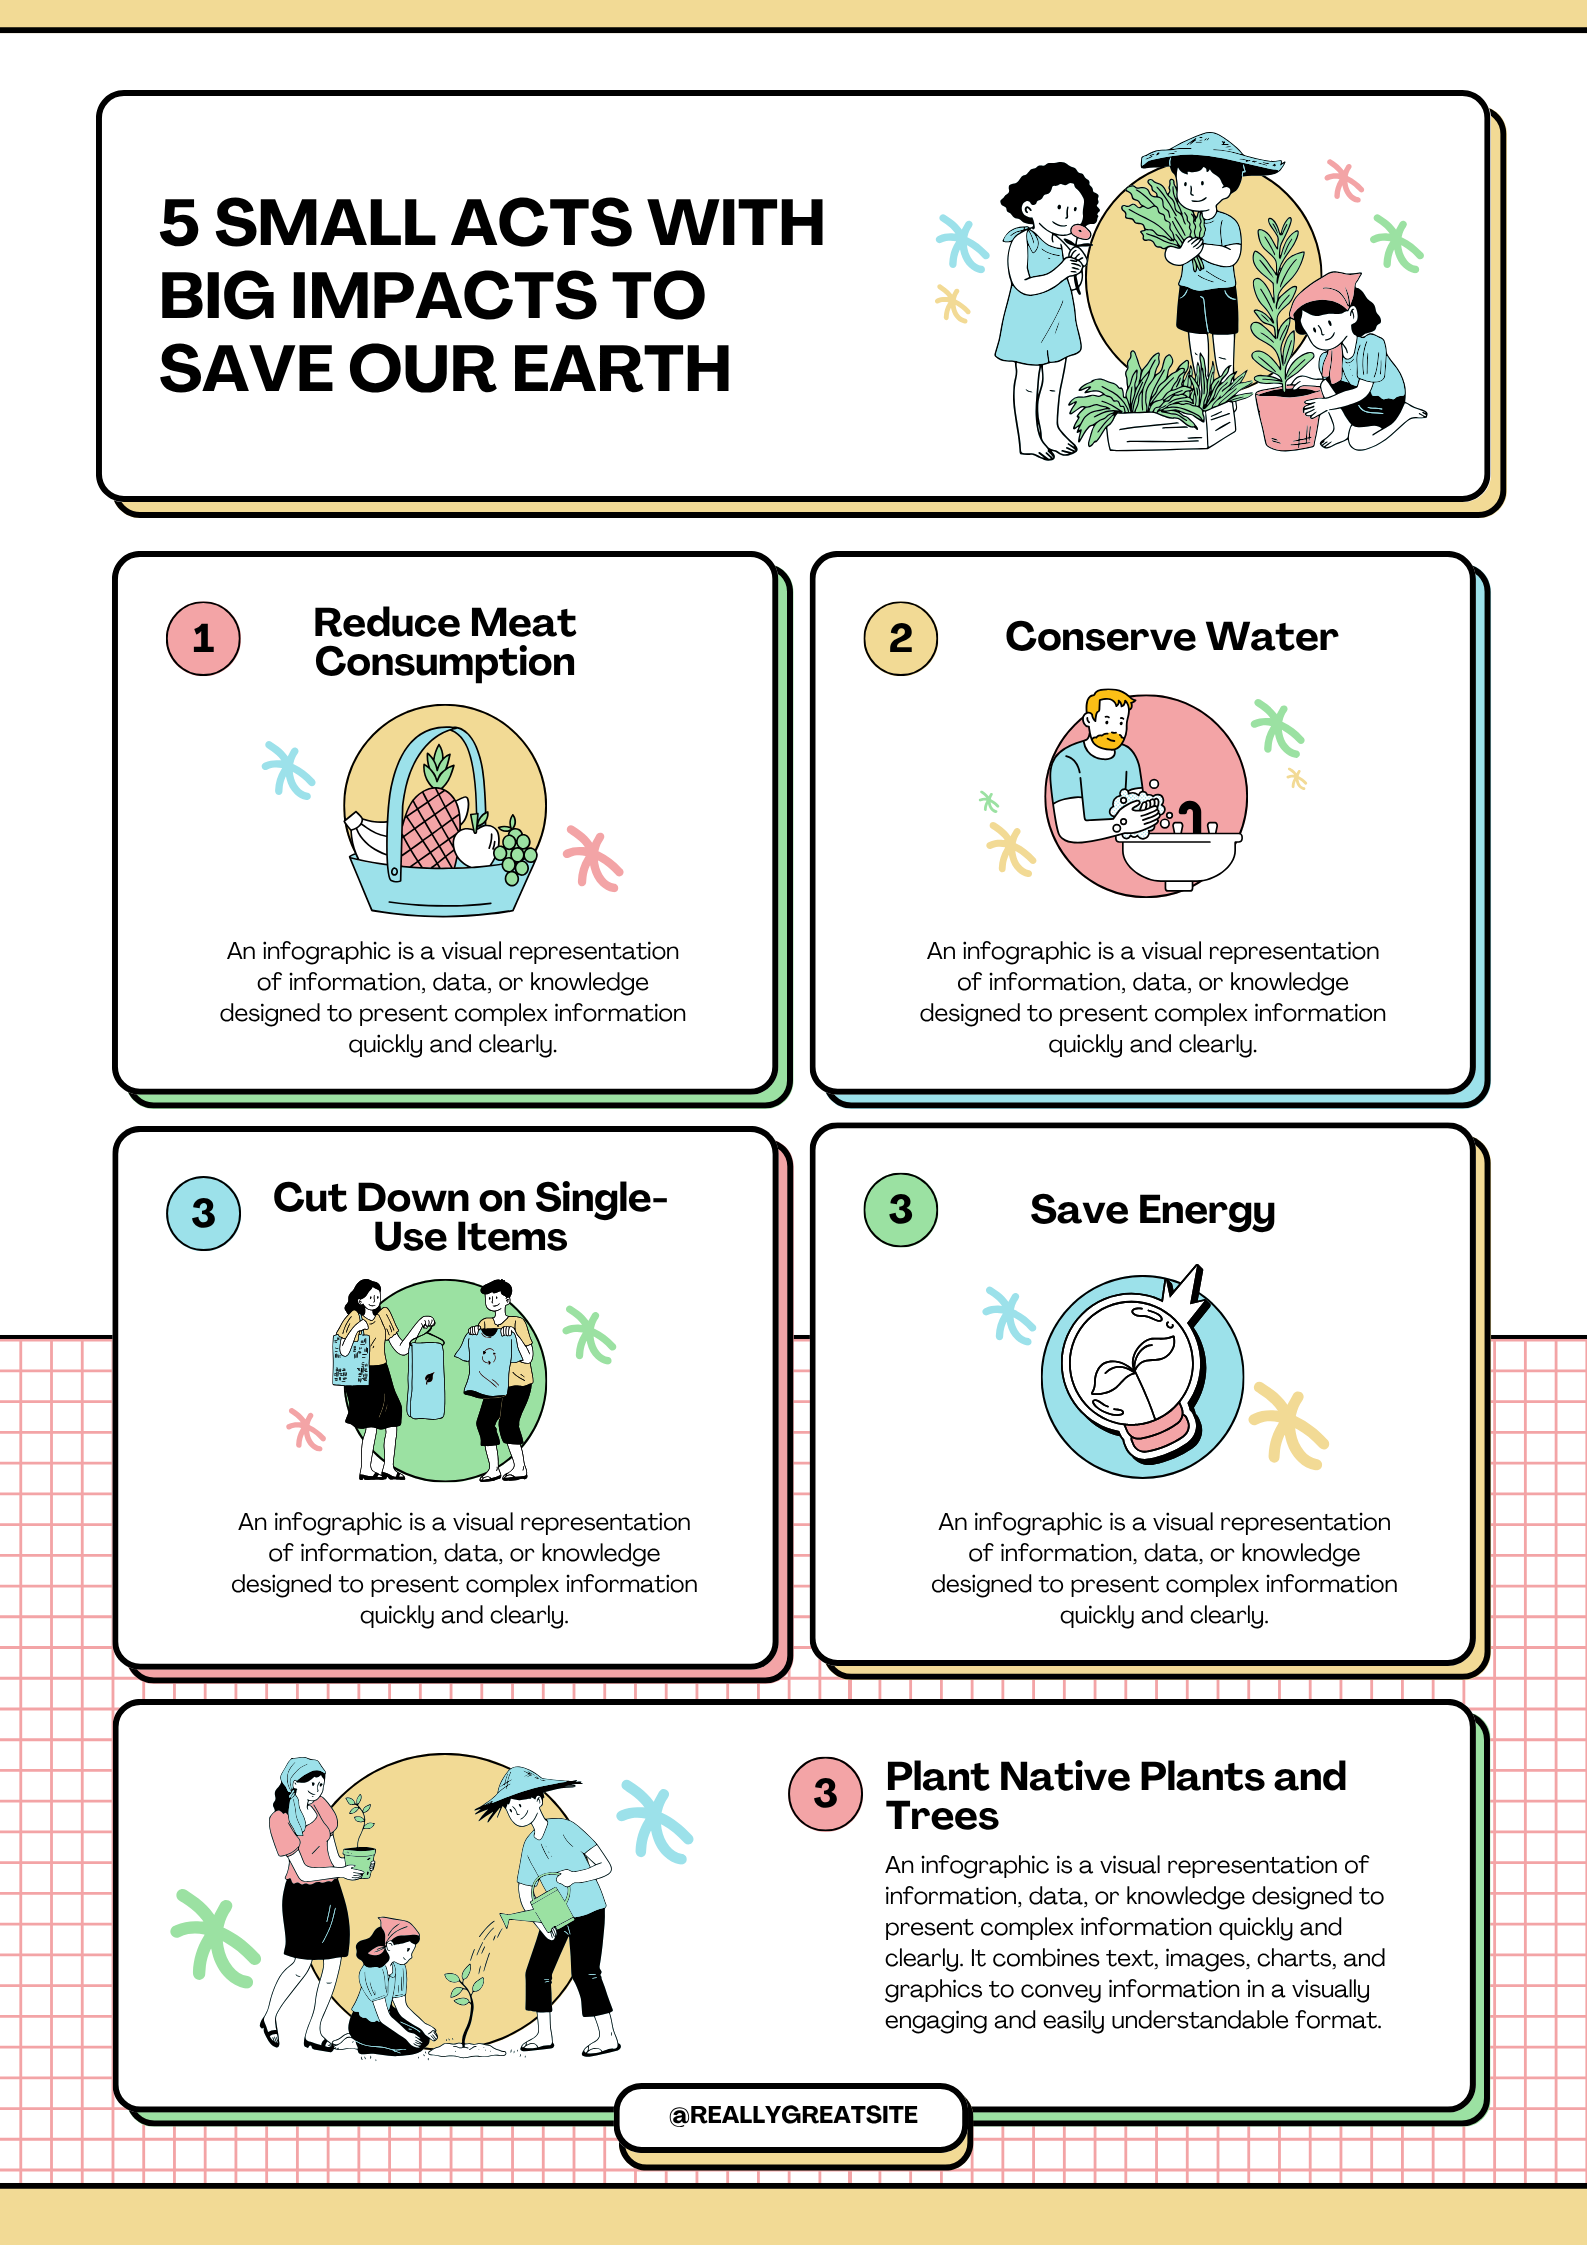 5 SMALL ACTS WITH
BIG IMPACTS TO
SAVE OUR EARTH
1
Reduce Meat
Consumption
An infographic is a visual representation
of information, data, or knowledge
designed to present complex information
quickly and clearly.
2
Conserve Water
An infographic is a visual representation
of information, data, or knowledge
designed to present complex information
quickly and clearly.
3
Cut Down on Single-
Use Items
An infographic is a visual representation
of information, data, or knowledge
designed to present complex information
quickly and clearly.
3
Save Energy
An infographic is a visual representation
of information, data, or knowledge
designed to present complex information
quickly and clearly.
3
Plant Native Plants and
Trees
An infographic is a visual representation of
information, data, or knowledge designed to
present complex information quickly and
clearly. It combines text, images, charts, and
graphics to convey information in a visually
engaging and easily understandable format.
@REALLYGREATSITE